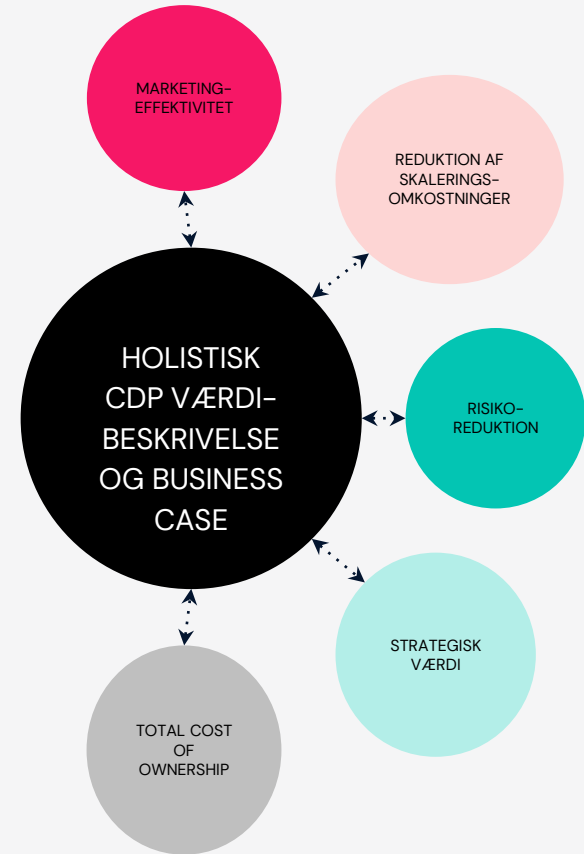 MARKETING-
EFFEKTIVITET
REDUKTION AF
SKALERINGS-
OMKOSTNINGER
HOLISTISK
CDP VÆRDI-
BESKRIVELSE
OG BUSINESS
CASE
RISIKO-
REDUKTION
STRATEGISK
VÆRDI
TOTAL COST
OF
OWNERSHIP